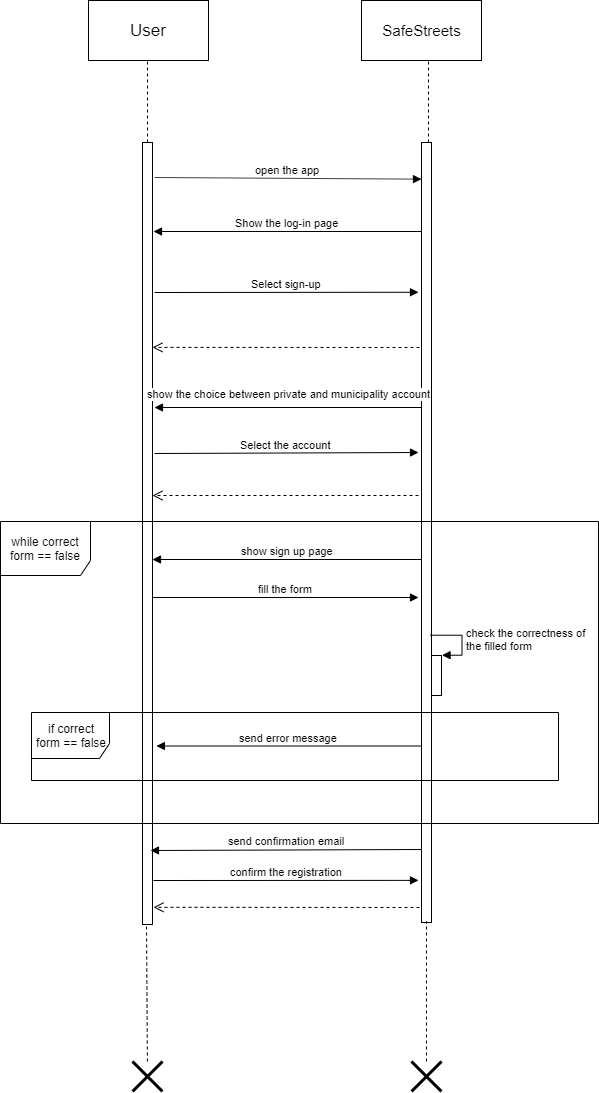 User
SafeStreets
open the app
Show the log-in page
Select sign-up
show the choice between private and municipality account
Select the account
while correct
form == false
show sign up page
fill the form
check the correctness of
the filled form
if correct
form == false
send error message
send confirmation email
confirm the registration